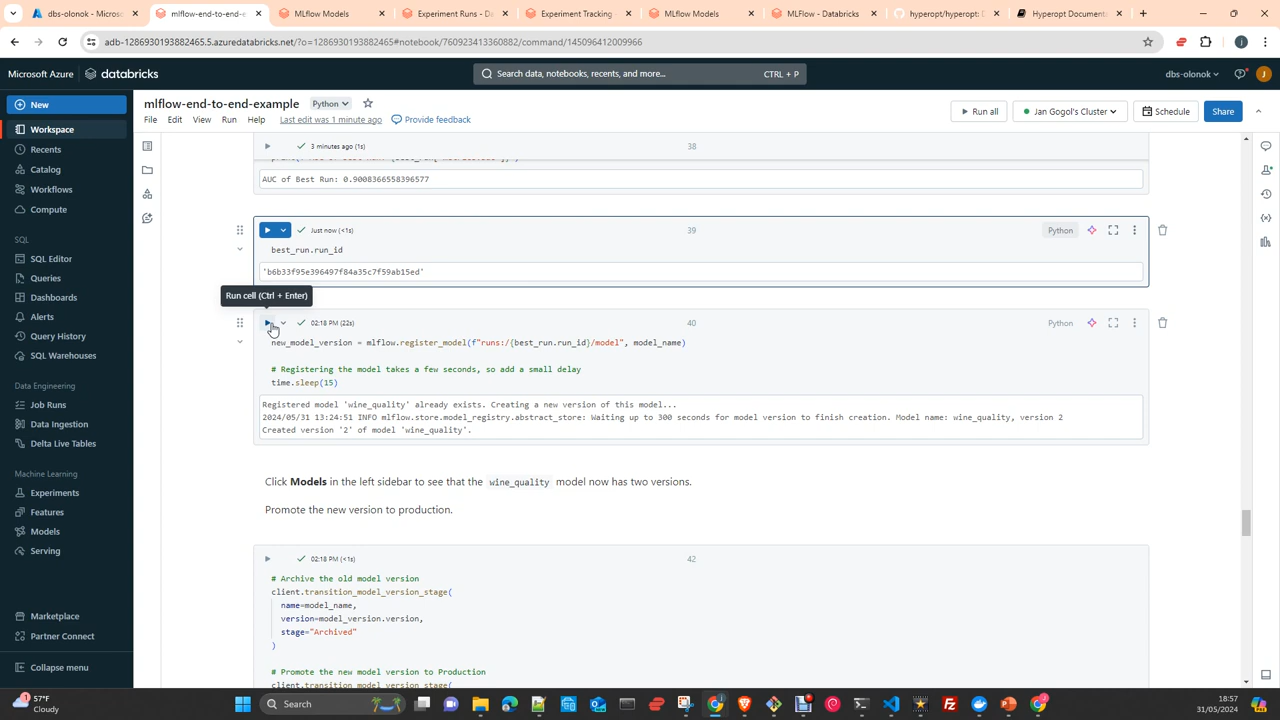 dbs-olonok - Azure Databricks - Micros
mlflow-end-to-end-e
MLflow Models
Experiment Runs - Da
Experiment Tracking
MLflow Models
MLflow - Databricks
hyperopt/hyperopt: D
Hyperopt Documenta
adb-1286930193882465.5.azuredatabricks.net/?o=1286930193882465#notebook/760923413360882/command/145096412009966
Microsoft Azure
databricks
Search data, notebooks, recents, and more...
CTRL + P
dbs-olonok
J
New
Workspace
Recents
Catalog
Workflows
Compute
SQL
SQL Editor
Queries
Dashboards
Alerts
Query History
SQL Warehouses
Data Engineering
Job Runs
Data Ingestion
Delta Live Tables
Machine Learning
Experiments
Features
Models
Serving
Marketplace
Partner Connect
Collapse menu
mlflow-end-to-end-example
Python
File Edit View Run Help Last edit was 1 minute ago Provide feedback
Run all
Jan Gogol's Cluster
Schedule
Share
3 minutes ago (1s)
38
AUC of Best Run: 0.9008366558396577
Just now (<1s)
39
Python
best_run.run_id
'b6b33f95e396497f84a35c7f59ab15ed'
Run cell (Ctrl + Enter)
02:18 PM (22s)
40
Python
new_model_version = mlflow.register_model(f"runs:/{best_run.run_id}/model", model_name)
# Registering the model takes a few seconds, so add a small delay
time.sleep(15)
Registered model 'wine_quality' already exists. Creating a new version of this model...
2024/05/31 13:24:51 INFO mlflow.store.model_registry.abstract_store: Waiting up to 300 seconds for model version to finish creation. Model name: wine_quality, version 2
Created version '2' of model 'wine_quality'.
Click Models in the left sidebar to see that the wine_quality model now has two versions.
Promote the new version to production.
02:18 PM (<1s)
42
# Archive the old model version
client.transition_model_version_stage(
name=model_name,
version=model_version.version,
stage="Archived"
)
# Promote the new model version to Production
client.transition_model_version_stage(
57°F
Cloudy
Search
18:57
31/05/2024